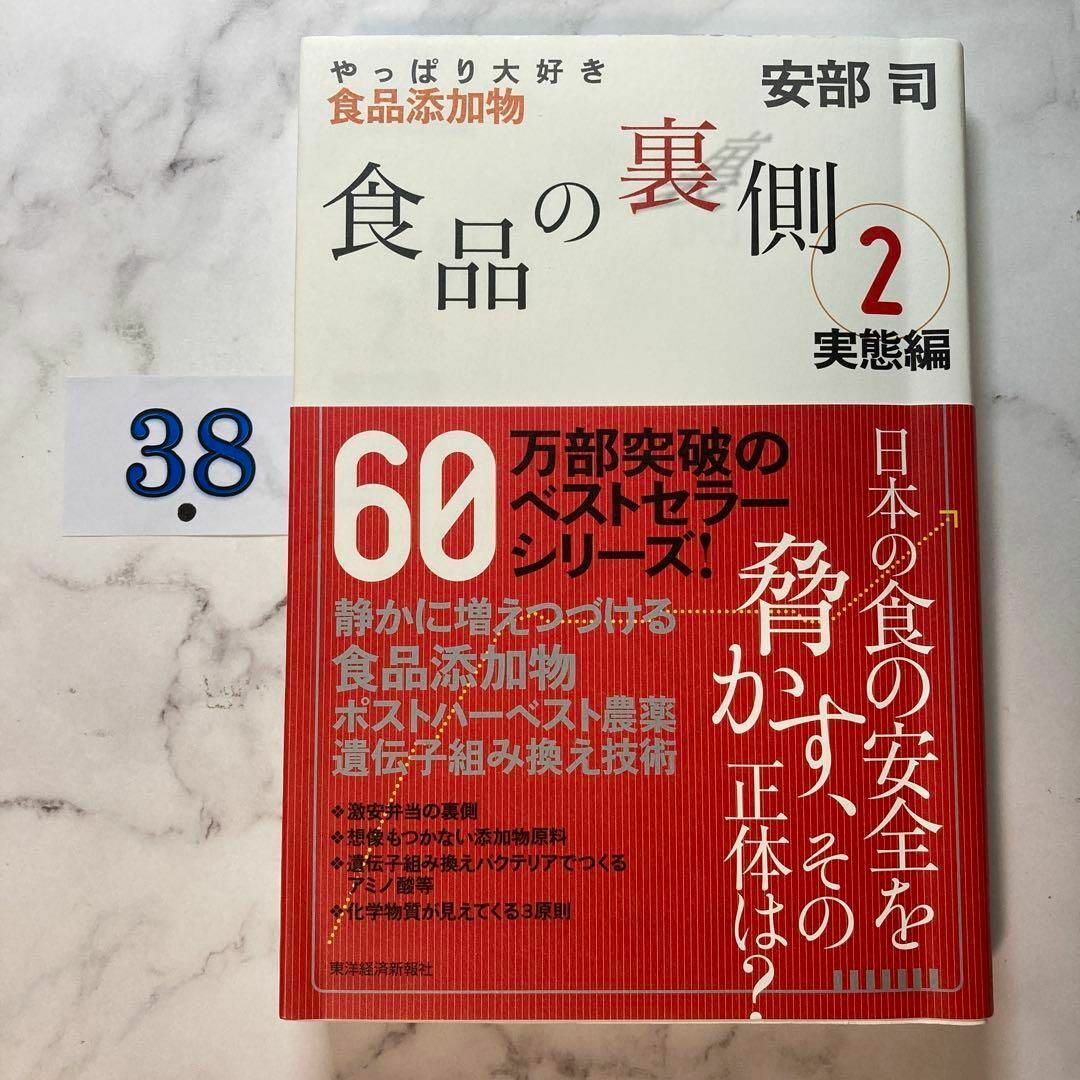 やっぱり大好き
食品添加物
安部 司
食品の裏側
2
実態編
38
60
万部突破の
ベストセラー
シリーズ!
静かに増えつづける
食品添加物
ポストハーベスト農薬
遺伝子組み換え技術
❖激安弁当の裏側
❖想像もつかない添加物原料
❖遺伝子組み換えバクテリアでつくる
アミノ酸等
❖化学物質が見えてくる3原則
日本の食の安全を
脅かす、その
正体は?
東洋経済新報社